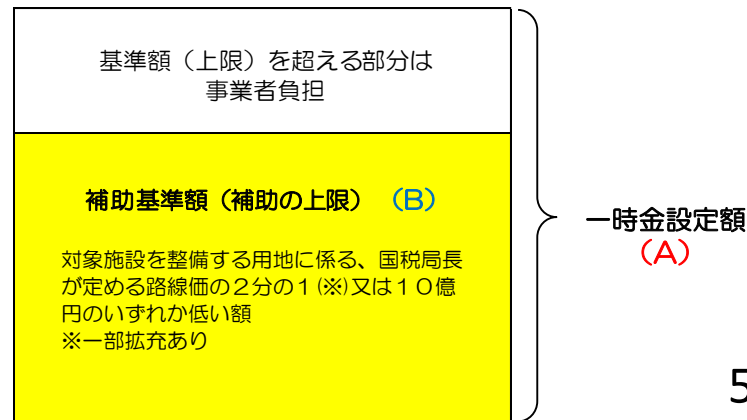 基準額（上限）を超える部分は
事業者負担
補助基準額（補助の上限）　（B）
対象施設を整備する用地に係る、国税局長
が定める路線価の２分の１(※)又は１０億
円のいずれか低い額
※一部拡充あり
一時金設定額
（A）
5